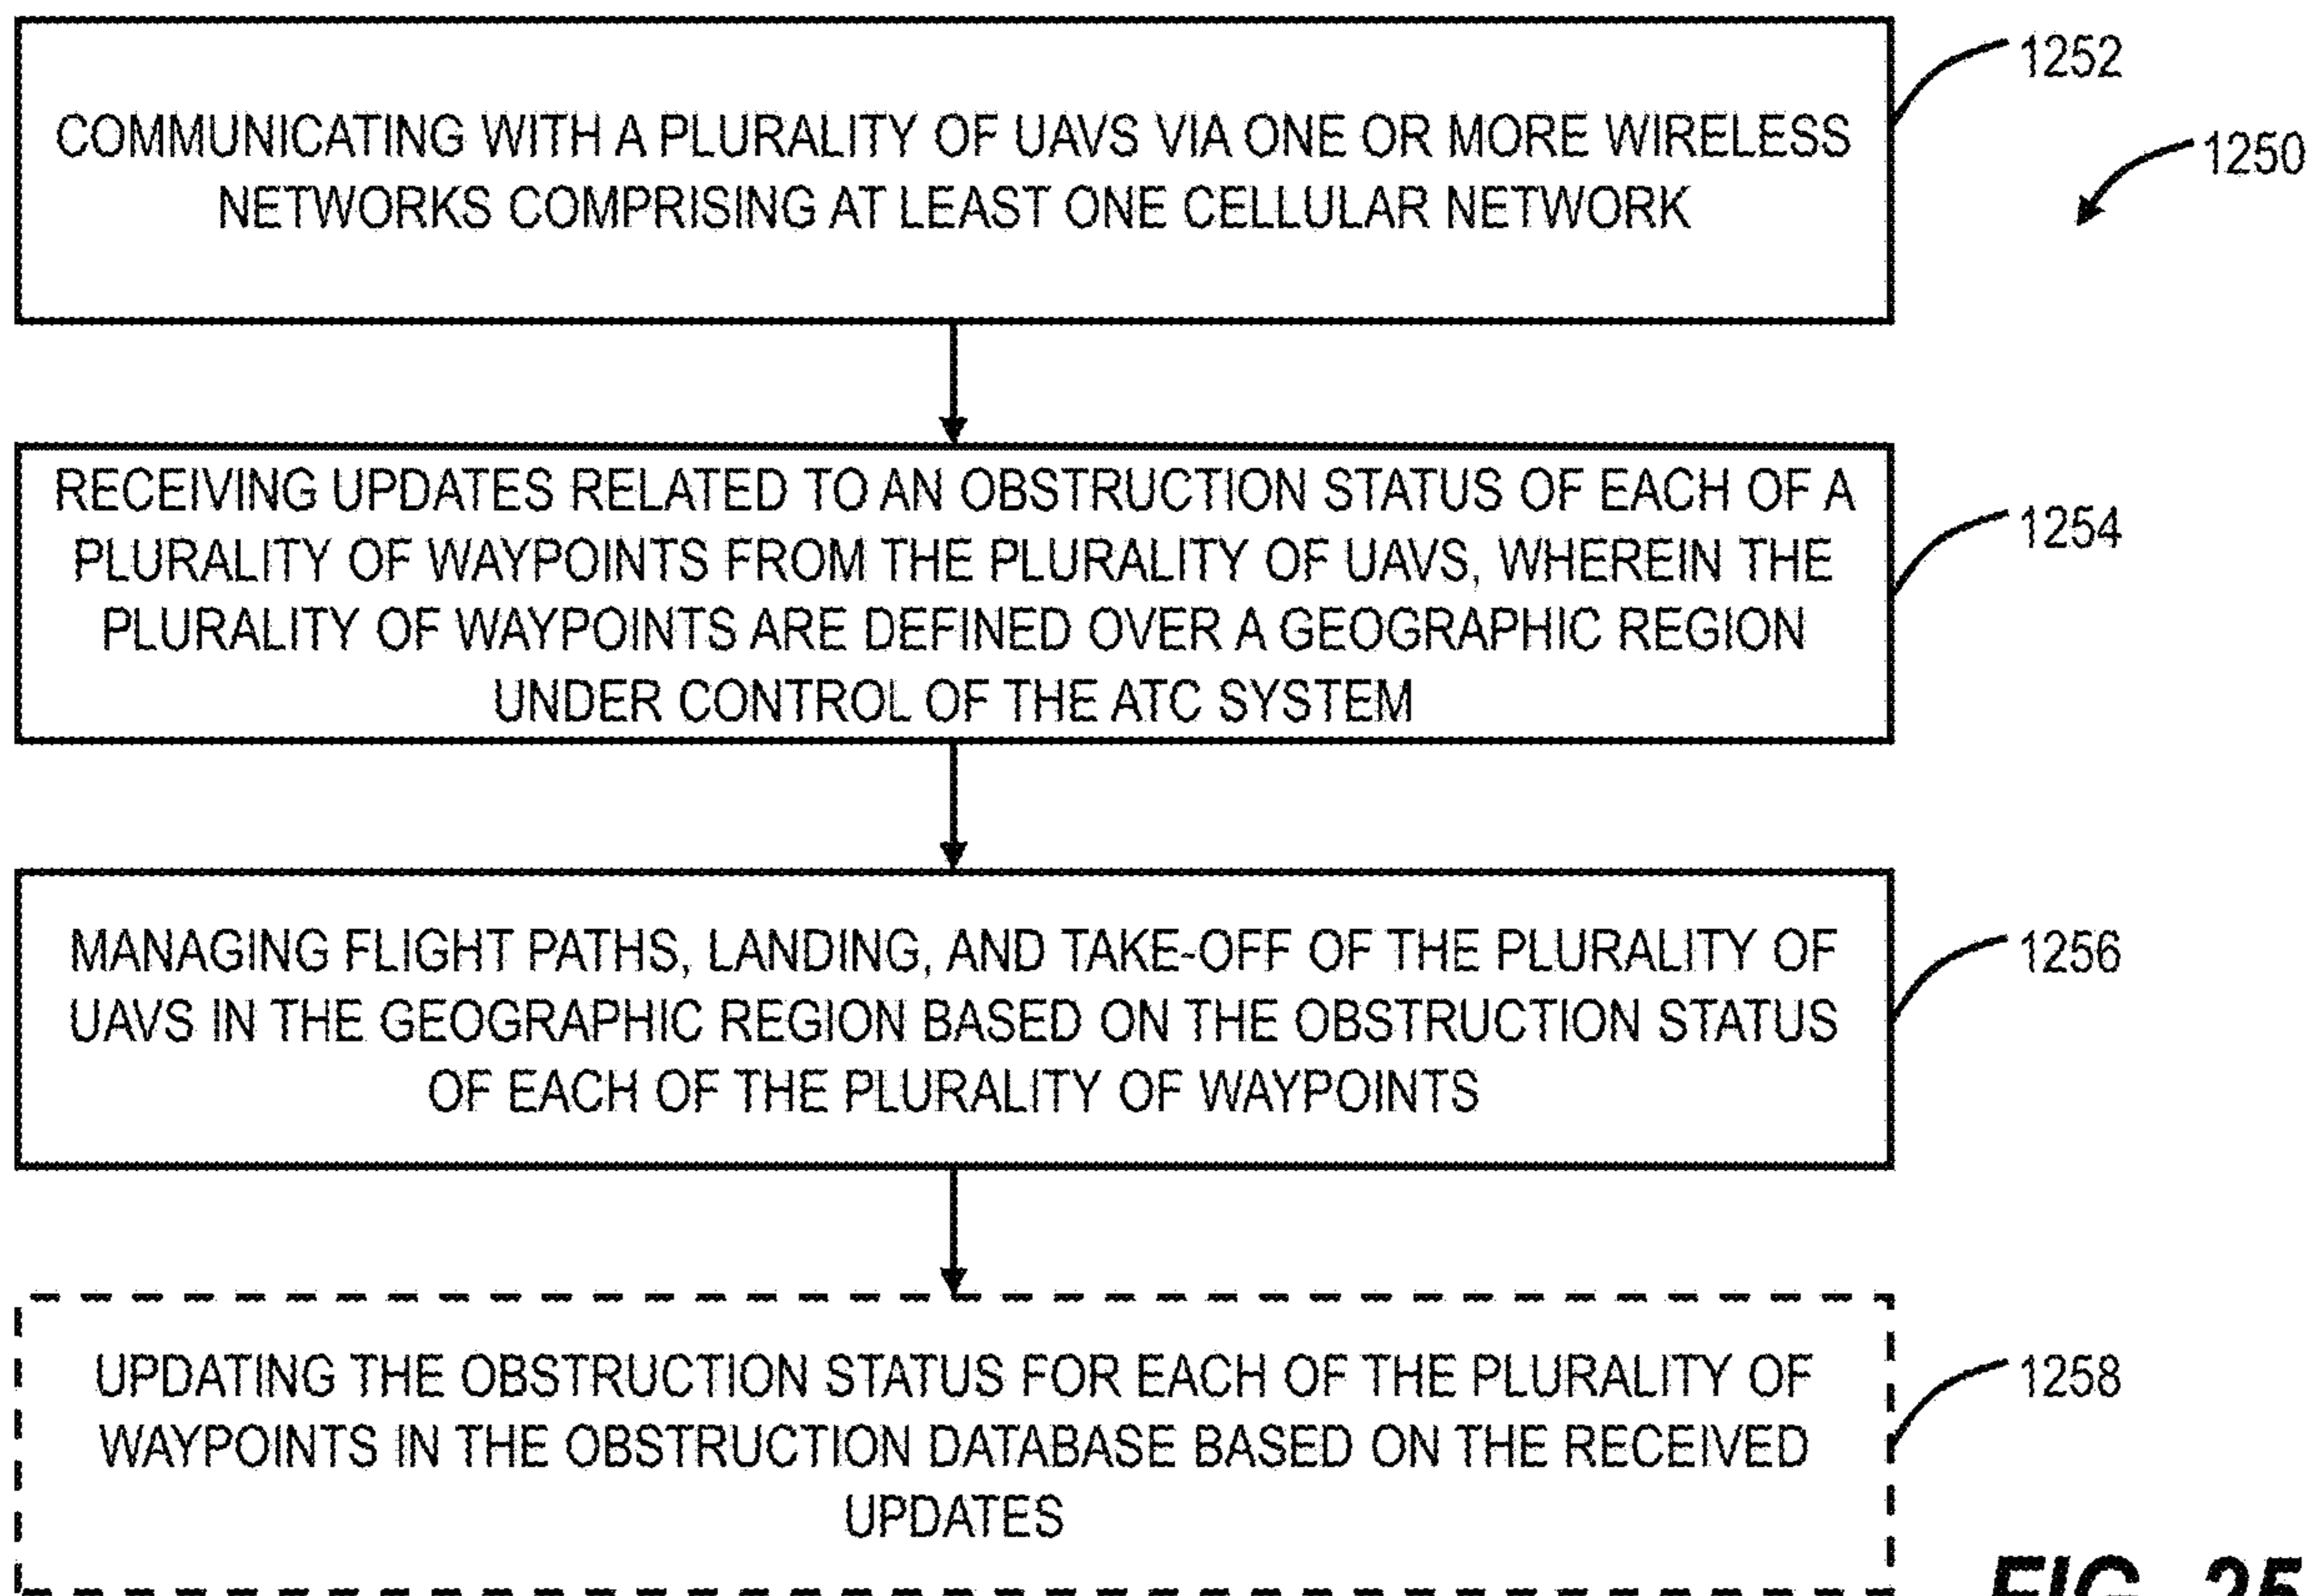 COMMUNICATING WITH A PLURALITY OF UAVS VIA ONE OR MORE WIRELESS
NETWORKS COMPRISING AT LEAST ONE CELLULAR NETWORK
1252
1250
RECEIVING UPDATES RELATED TO AN OBSTRUCTION STATUS OF EACH OF A
PLURALITY OF WAYPOINTS FROM THE PLURALITY OF UAVS, WHEREIN THE
PLURALITY OF WAYPOINTS ARE DEFINED OVER A GEOGRAPHIC REGION
UNDER CONTROL OF THE ATC SYSTEM
1254
MANAGING FLIGHT PATHS, LANDING, AND TAKE-OFF OF THE PLURALITY OF
UAVS IN THE GEOGRAPHIC REGION BASED ON THE OBSTRUCTION STATUS
OF EACH OF THE PLURALITY OF WAYPOINTS
1256
UPDATING THE OBSTRUCTION STATUS FOR EACH OF THE PLURALITY OF
WAYPOINTS IN THE OBSTRUCTION DATABASE BASED ON THE RECEIVED
UPDATES
1258
FIG. 25